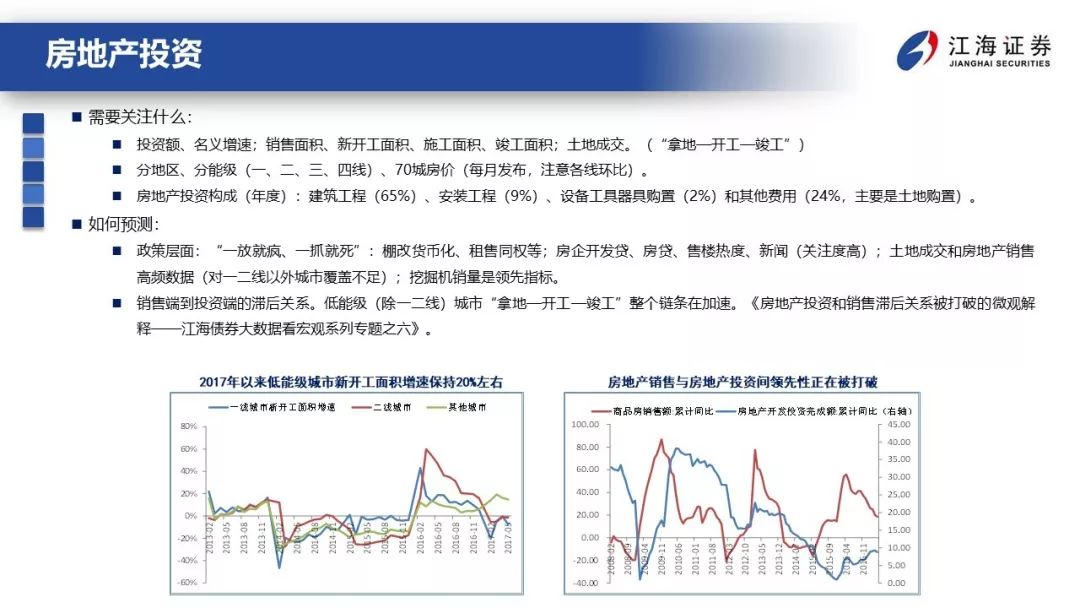 房地产投资
江海证券
JIANGHAI SECURITIES
需要关注什么：
投资额、名义增速；销售面积、新开工面积、施工面积、竣工面积；土地成交。（“拿地—开工—竣工”）
分地区、分能级（一、二、三、四线）、70城房价（每月发布，注意各线环比）。
房地产投资构成（年度）：建筑工程（65%）、安装工程（9%）、设备工具器具购置（2%）和其他费用（24%，主要是土地购置）。
如何预测：
政策层面：“一放就疯、一抓就死”：棚改货币化、租售同权等；房企开发贷、房贷、售楼热度、新闻（关注度高）；土地成交和房地产销售
高频数据（对一二线以外城市覆盖不足）；挖掘机销量是领先指标。
销售端到投资端的滞后关系。低能级（除一二线）城市“拿地—开工—竣工”整个链条在加速。《房地产投资和销售滞后关系被打破的微观解
释——江海债券大数据看宏观系列专题之六》。
2017年以来低能级城市新开工面积增速保持20%左右
一线城市新开工面积增速 二线城市 其他城市
80%
60%
40%
20%
0%
-20%
-40%
-60%
2013-02 2013-05 2013-08 2013-11 2014-08 2014-11 2015-05 2015-08 2015-11 2016-02 2016-05 2016-08 2016-11
房地产销售与房地产投资间领先性正在被打破
商品房销售额:累计同比 房地产开发投资完成额:累计同比（右轴）
100.00
80.00
60.00
40.00
20.00
0.00
-20.00
-40.00
45.00
40.00
35.00
30.00
25.00
20.00
15.00
10.00
5.00
0.00
2008-02 2008-09 2009-04 2009-11 2010-06 2011-01 2011-08 2012-03 2012-10 2013-05 2013-12 2014-07 2015-02 2015-09 2016-04 2016-11